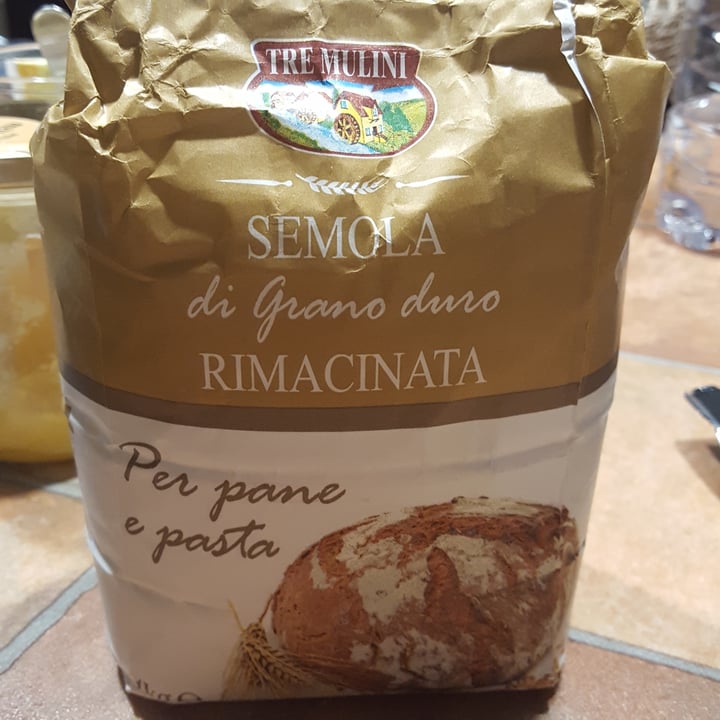 TRE MULINI
SEMOLA
di Grano duro
RIMACINATA
Per pane
e pasta